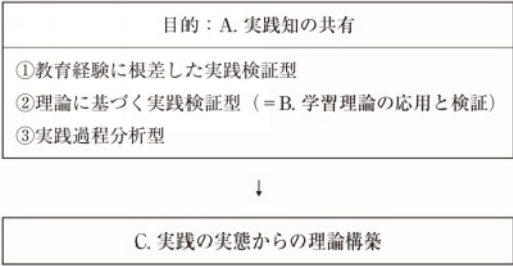 目的：A. 実践知の共有
①教育経験に根差した実践検証型
②理論に基づく実践検証型（＝B. 学習理論の応用と検証）
③実践過程分析型
↓
C. 実践の実態からの理論構築